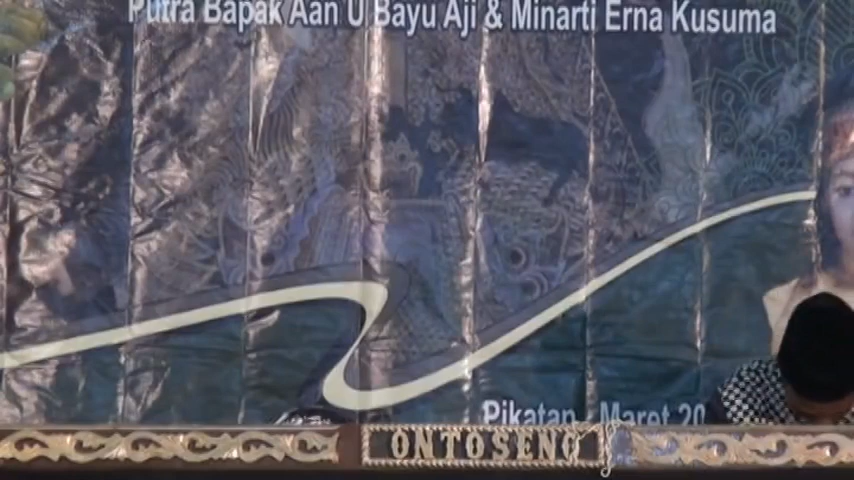 Putra Bapak Aan U Bayu Aji & Minarti Erna Kusuma
Pikatan, Maret 20
ONTOSENO